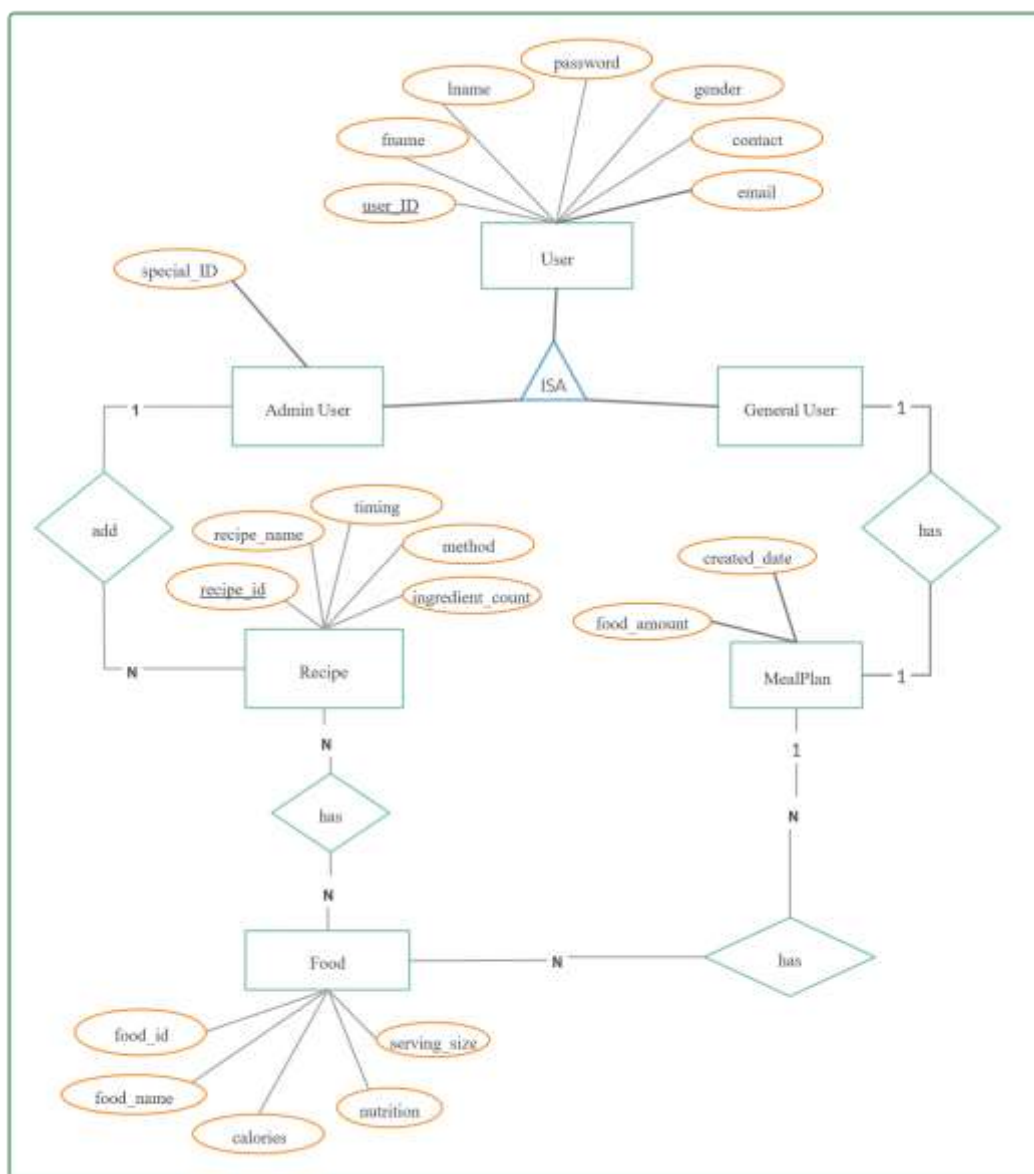 password
lname
gender
fname
contact
user_ID
email
User
special_ID
ISA
Admin User
General User
1
1
add
has
timing
recipe_name
method
created_date
recipe_id
ingredient_count
food_amount
N
Recipe
MealPlan
1
N
1
has
N
N
Food
N
has
food_id
serving_size
food_name
nutrition
calories